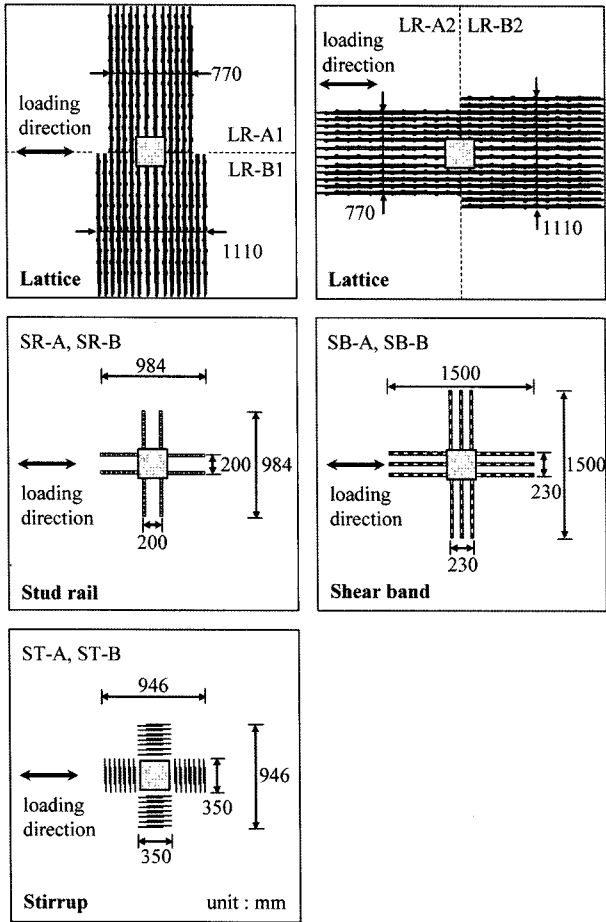 770
loading
direction
LR-A1
LR-B1
1110
Lattice
LR-A2 LR-B2
loading
direction
770
1110
Lattice
SR-A, SR-B
984
200
984
loading
direction
200
Stud rail
SB-A, SB-B
1500
1500
loading
direction
230
230
Shear band
ST-A, ST-B
946
946
loading
direction
350
350
Stirrup unit : mm